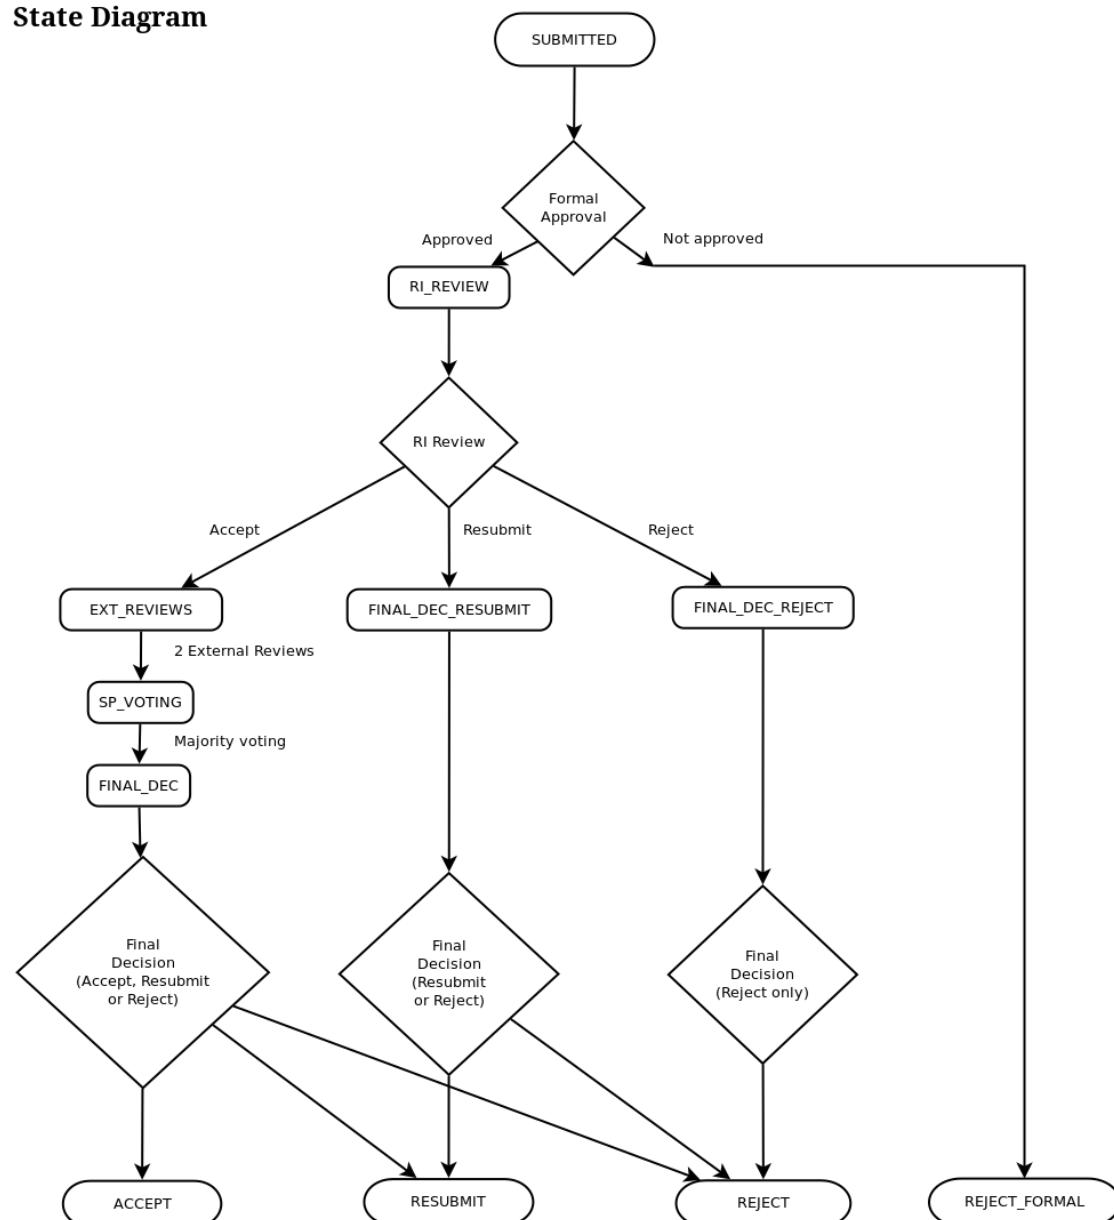 State Diagram
SUBMITTED
Formal
Approval
Approved
Not approved
RI_REVIEW
RI Review
Accept
Resubmit
Reject
EXT_REVIEWS
FINAL_DEC_RESUBMIT
FINAL_DEC_REJECT
2 External Reviews
SP_VOTING
Majority voting
FINAL_DEC
Final
Decision
(Accept, Resubmit
or Reject)
Final
Decision
(Resubmit
or Reject)
Final
Decision
(Reject only)
ACCEPT
RESUBMIT
REJECT
REJECT_FORMAL